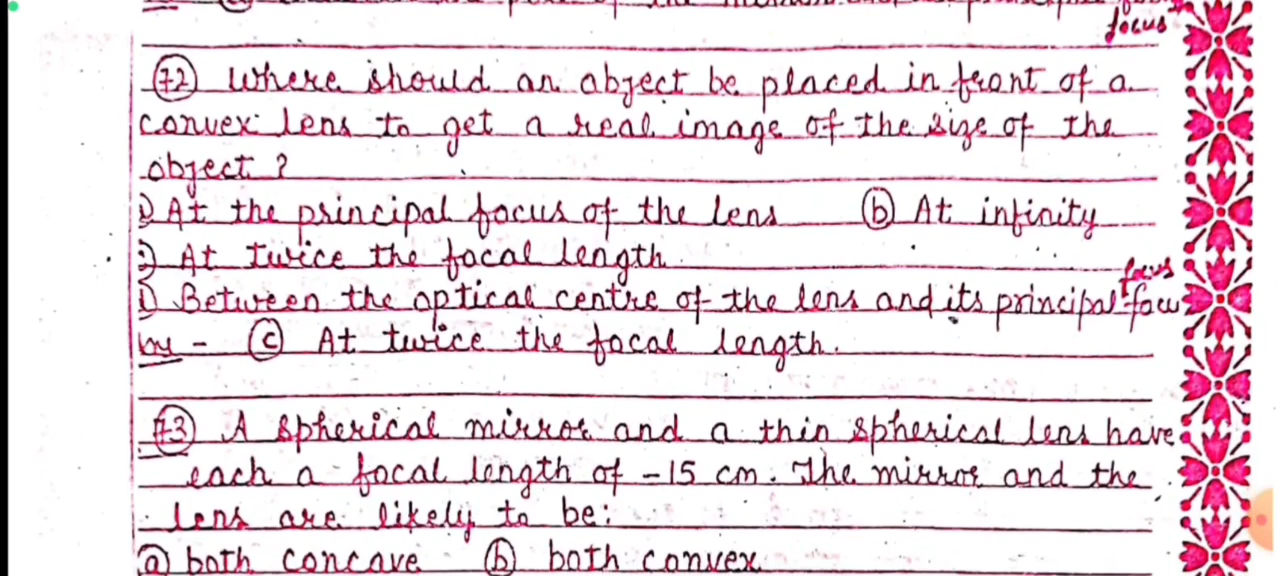 focus
(72) Where should an object be placed in front of a
convex lens to get a real image of the size of the
object ?
At the principal focus of the lens (b) At infinity
At twice the focal length
focus
Between the optical centre of the lens and its principal focu
- (c) At twice the focal length.
(73) A spherical mirror and a thin spherical lens have
each a focal length of -15 cm. The mirror and the
lens are likely to be:
(a) both concave (b) both convex